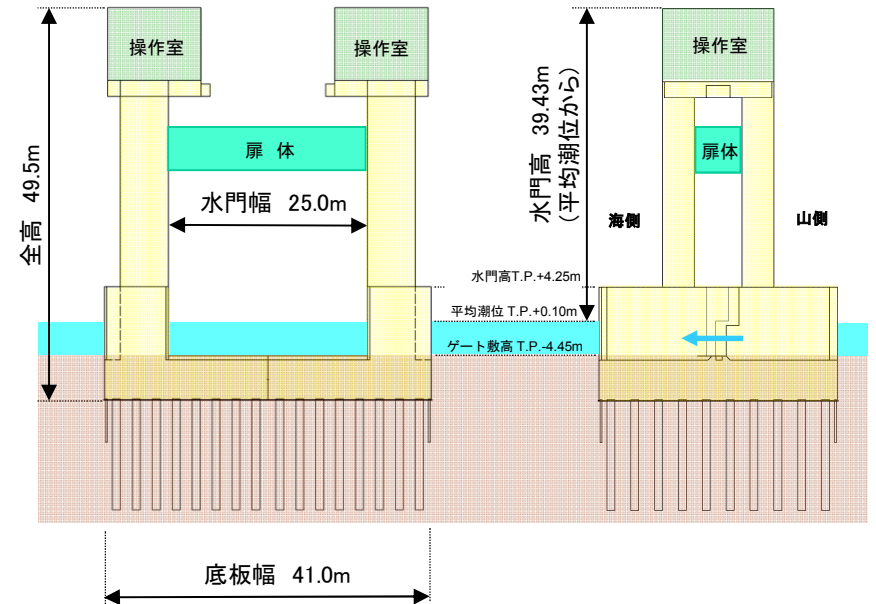 操作室
操作室
扉 体
水門幅 25.0m
全高 49.5m
底板幅 41.0m
操作室
扉体
水門高 39.43m
(平均潮位から)
海側
山側
水門高T.P.+4.25m
平均潮位 T.P.+0.10m
ゲート敷高 T.P.-4.45m